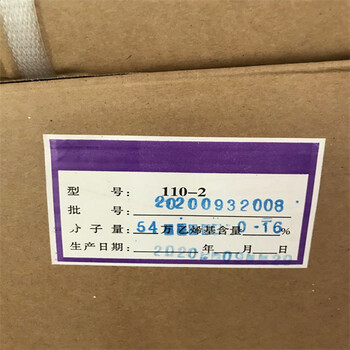 型 号: 110-2
批 号: 20200932008
分子量: 54 万乙烯基含量 0-16 %
生产日期: 年 月 日